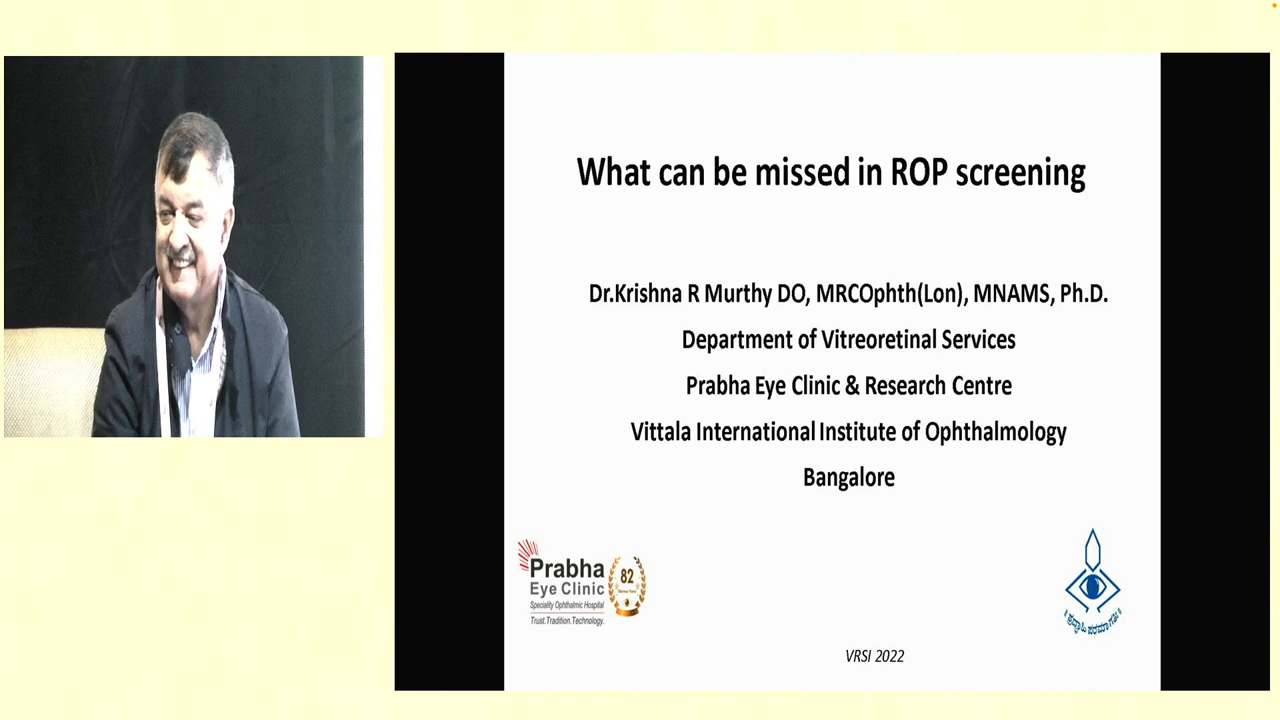 What can be missed in ROP screening
Dr.Krishna R Murthy DO, MRCOphth(Lon), MNAMS, Ph.D.
Department of Vitreoretinal Services
Prabha Eye Clinic & Research Centre
Vittala International Institute of Ophthalmology
Bangalore
Prabha
Eye Clinic
Speciality Ophthalmic Hospital
Trust.Tradition.Technology.
82
VRSI 2022